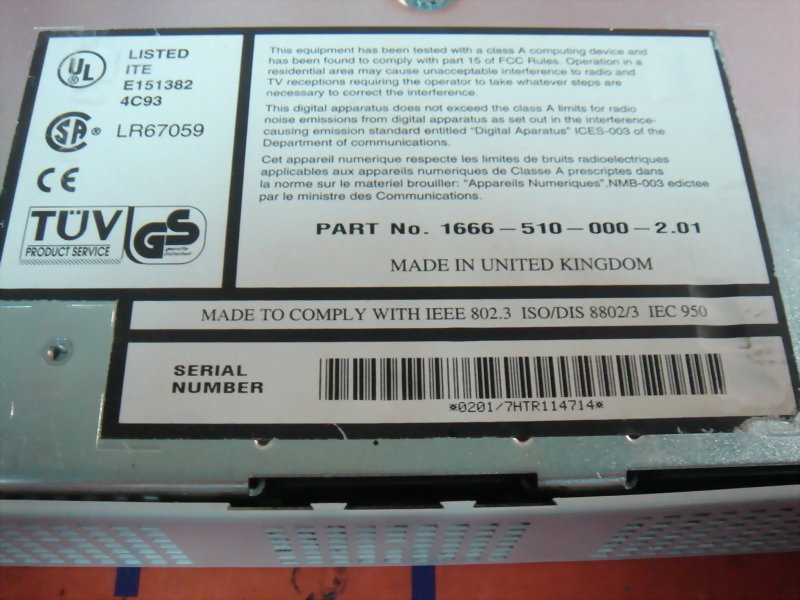 UL
LISTED
ITE
E151382
4C93
SA ® LR67059
CE
TÜV
PRODUCT SERVICE
GS
geprüfte
Sicherheit
This equipment has been tested with a class A computing device and
has been found to comply with part 15 of FCC Rules. Operation in a
residential area may cause unacceptable interference to radio and
TV receptions requiring the operator to take whatever steps are
necessary to correct the interference.
This digital apparatus does not exceed the class A limits for radio
noise emissions from digital apparatus as set out in the interference-
causing emission standard entitled "Digital Aparatus" ICES-003 of the
Department of communications.
Cet appareil numerique respecte les limites de bruits radioelectriques
applicables aux appareils numeriques de Classe A prescriptes dans
la norme sur le materiel brouiller: "Appareils Numeriques",NMB-003 edictee
par le ministre des Communications.
PART No. 1666-510-000-2.01
MADE IN UNITED KINGDOM
MADE TO COMPLY WITH IEEE 802.3 ISO/DIS 8802/3 IEC 950
SERIAL
NUMBER
*0201/7HTR114714*